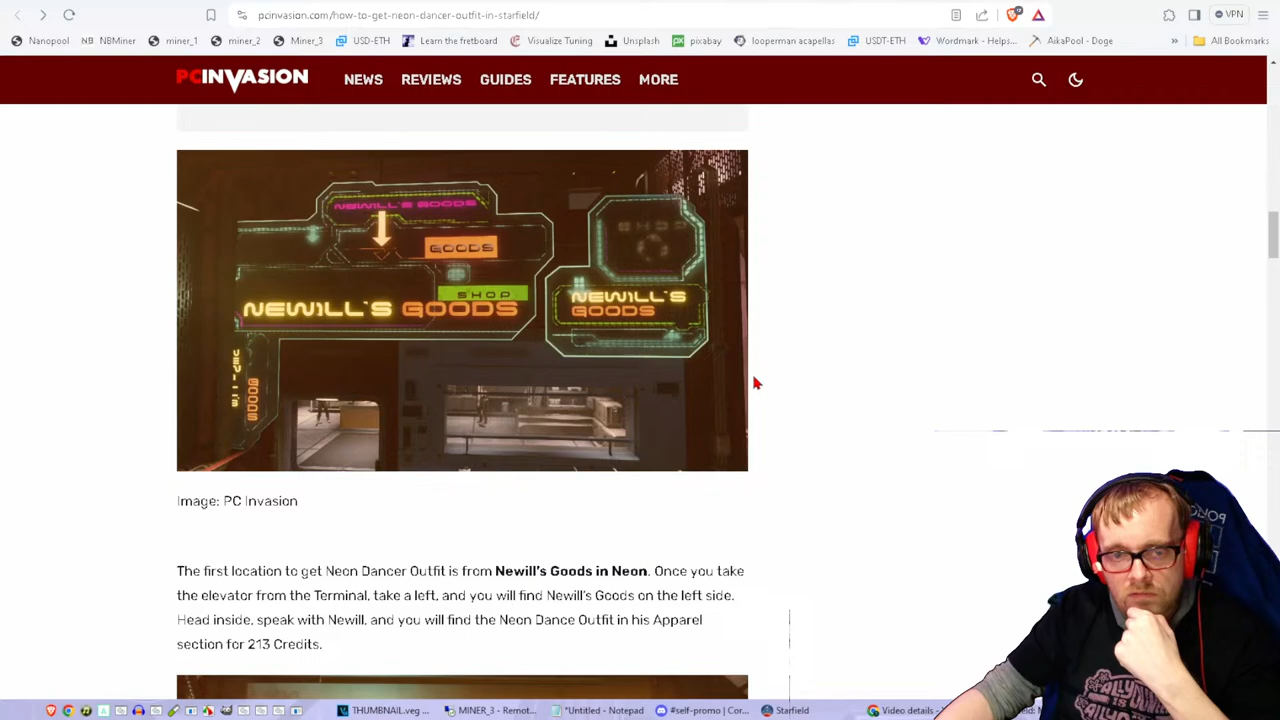 pcinvasion.com/how-to-get-neon-dancer-outfit-in-starfield/
VPN
Nanopool
NB NBMiner
miner_1
miner_2
Miner_3
USD-ETH
Learn the fretboard
Visualize Tuning
Unsplash
px pixabay
looperman acapellas
USDT-ETH
Wordmark - Helps...
AikaPool - Doge
»
All Bookmarks
PCINVASION
NEWS
REVIEWS
GUIDES
FEATURES
MORE
NEWILL'S GOODS
GOODS
SHOP
SHOP
NEWILL'S GOODS
NEWILL'S
GOODS
GOODS
Image: PC Invasion
The first location to get Neon Dancer Outfit is from Newill's Goods in Neon. Once you take
the elevator from the Terminal, take a left, and you will find Newill's Goods on the left side.
Head inside, speak with Newill, and you will find the Neon Dance Outfit in his Apparel
section for 213 Credits.
THUMBNAIL.veg ...
MINER_3 - Remot...
*Untitled - Notepad
#self-promo | Cor...
Starfield
Video details - ...